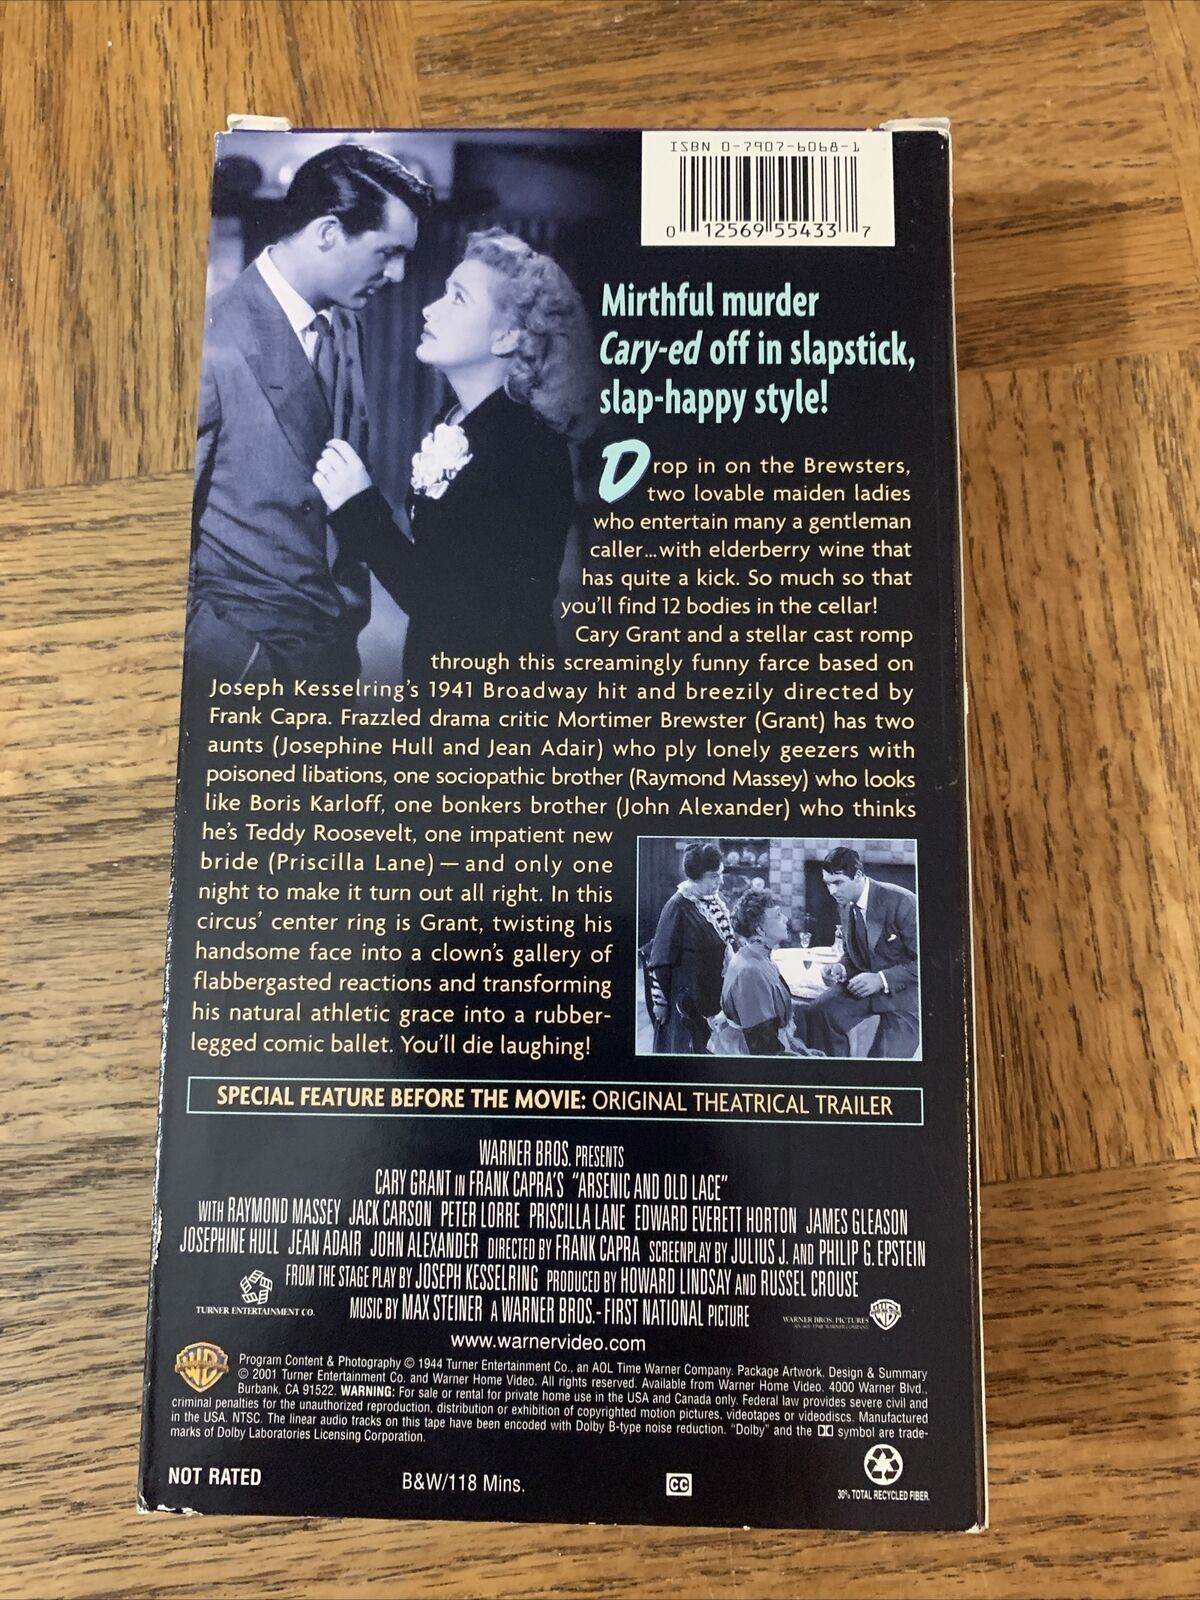 ISBN 0-7907-6068-1
0 12569 55433 7
Mirthful murder
Cary-ed off in slapstick,
slap-happy style!
Drop in on the Brewsters,
two lovable maiden ladies
who entertain many a gentleman
caller...with elderberry wine that
has quite a kick. So much so that
you'll find 12 bodies in the cellar!
Cary Grant and a stellar cast romp
through this screamingly funny farce based on
Joseph Kesselring's 1941 Broadway hit and breezily directed by
Frank Capra. Frazzled drama critic Mortimer Brewster (Grant) has two
aunts (Josephine Hull and Jean Adair) who ply lonely geezers with
poisoned libations, one sociopathic brother (Raymond Massey) who looks
like Boris Karloff, one bonkers brother (John Alexander) who thinks
he's Teddy Roosevelt, one impatient new
bride (Priscilla Lane) — and only one
night to make it turn out all right. In this
circus' center ring is Grant, twisting his
handsome face into a clown's gallery of
flabbergasted reactions and transforming
his natural athletic grace into a rubber-
legged comic ballet. You'll die laughing!
SPECIAL FEATURE BEFORE THE MOVIE: ORIGINAL THEATRICAL TRAILER
WARNER BROS. PRESENTS
CARY GRANT IN FRANK CAPRA'S "ARSENIC AND OLD LACE"
WITH RAYMOND MASSEY JACK CARSON PETER LORRE PRISCILLA LANE EDWARD EVERETT HORTON JAMES GLEASON
JOSEPHINE HULL JEAN ADAIR JOHN ALEXANDER DIRECTED BY FRANK CAPRA SCREENPLAY BY JULIUS J. AND PHILIP G. EPSTEIN
FROM THE STAGE PLAY BY JOSEPH KESSELRING PRODUCED BY HOWARD LINDSAY AND RUSSEL CROUSE
TURNER ENTERTAINMENT CO.
MUSIC BY MAX STEINER A WARNER BROS.-FIRST NATIONAL PICTURE
WARNER BROS. PICTURES
AN AOL TIME WARNER COMPANY
www.warnervideo.com
Program Content & Photography © 1944 Turner Entertainment Co., an AOL Time Warner Company. Package Artwork, Design & Summary
© 2001 Turner Entertainment Co. and Warner Home Video. All rights reserved. Available from Warner Home Video. 4000 Warner Blvd.,
Burbank, CA 91522. WARNING: For sale or rental for private home use in the USA and Canada only. Federal law provides severe civil and
criminal penalties for the unauthorized reproduction, distribution or exhibition of copyrighted motion pictures, videotapes or videodiscs. Manufactured
in the USA. NTSC. The linear audio tracks on this tape have been encoded with Dolby B-type noise reduction. "Dolby" and the DD symbol are trade-
marks of Dolby Laboratories Licensing Corporation.
NOT RATED
B&W/118 Mins.
CC
30% TOTAL RECYCLED FIBER